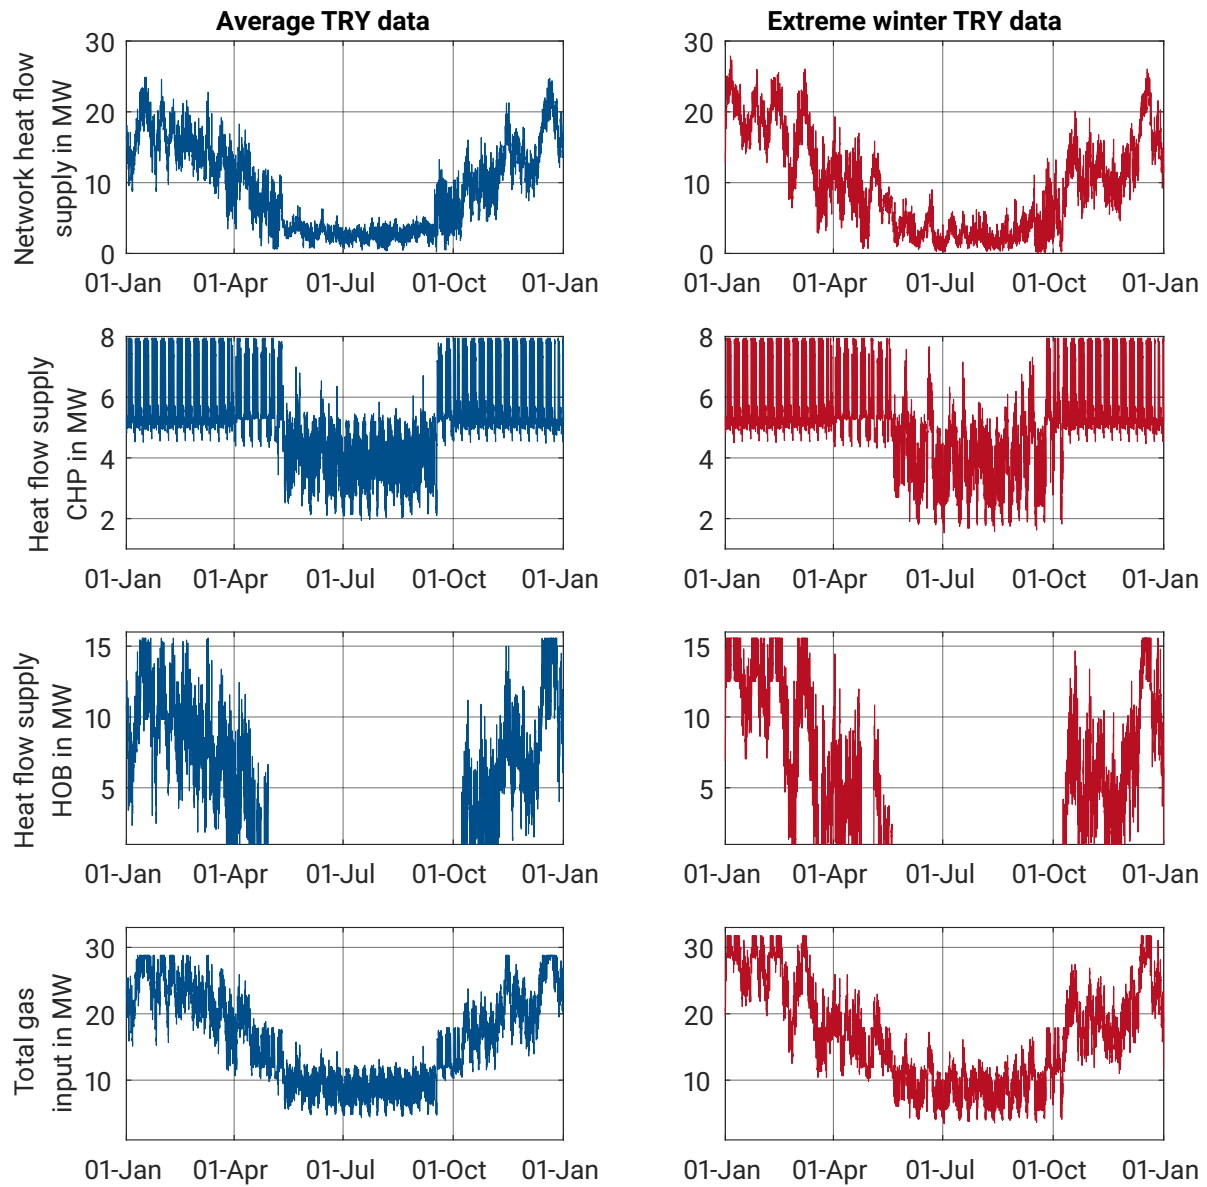 Average TRY data
Extreme winter TRY data
Network heat flow
supply in MW
30
20
10
0
01-Jan 01-Apr 01-Jul 01-Oct 01-Jan
30
20
10
0
01-Jan 01-Apr 01-Jul 01-Oct 01-Jan
Heat flow supply
CHP in MW
8
6
4
2
01-Jan 01-Apr 01-Jul 01-Oct 01-Jan
8
6
4
2
01-Jan 01-Apr 01-Jul 01-Oct 01-Jan
Heat flow supply
HOB in MW
15
10
5
01-Jan 01-Apr 01-Jul 01-Oct 01-Jan
15
10
5
01-Jan 01-Apr 01-Jul 01-Oct 01-Jan
Total gas
input in MW
30
20
10
01-Jan 01-Apr 01-Jul 01-Oct 01-Jan
30
20
10
01-Jan 01-Apr 01-Jul 01-Oct 01-Jan